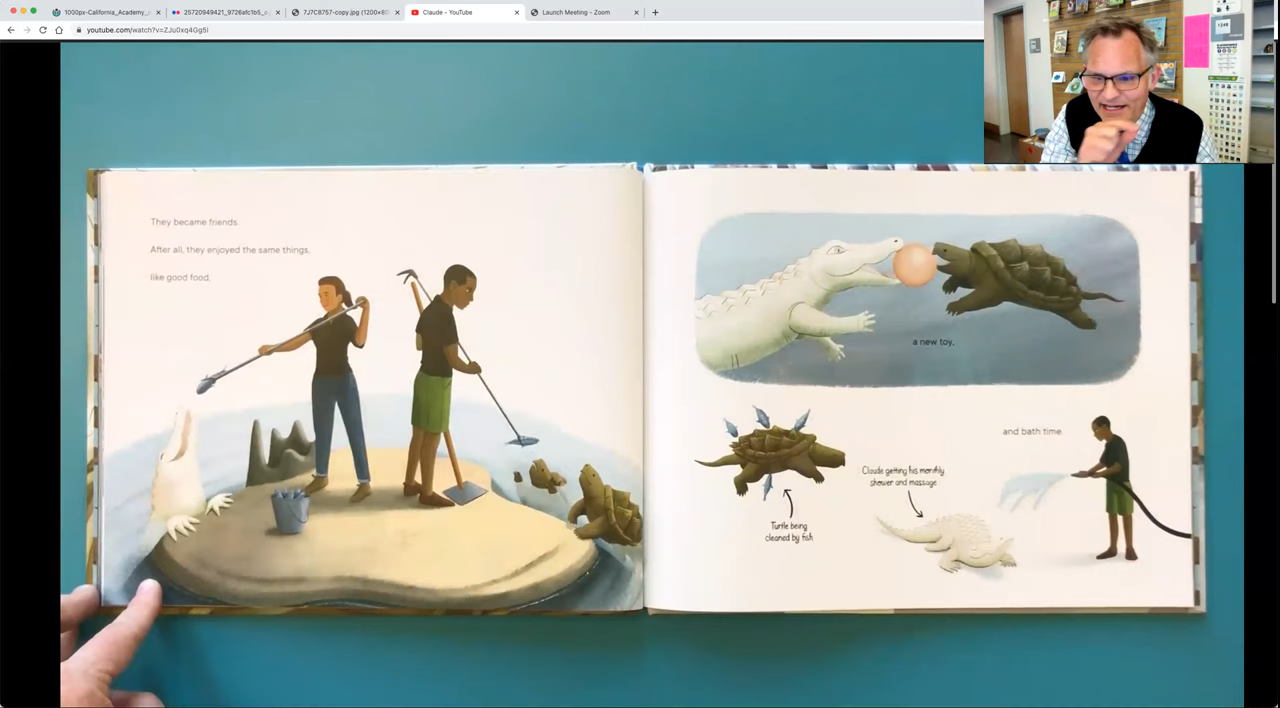 1000px-California_Academy_
25720949421_9726afc1b5_
7J7C8757-copy.jpg (1200×80
Claude - YouTube
Launch Meeting - Zoom
youtube.com/watch?v=ZJu0xq4Gg5I
They became friends.
After all, they enjoyed the same things,
like good food,
a new toy,
and bath time.
Claude getting his monthly
shower and massage
Turtle being
cleaned by fish